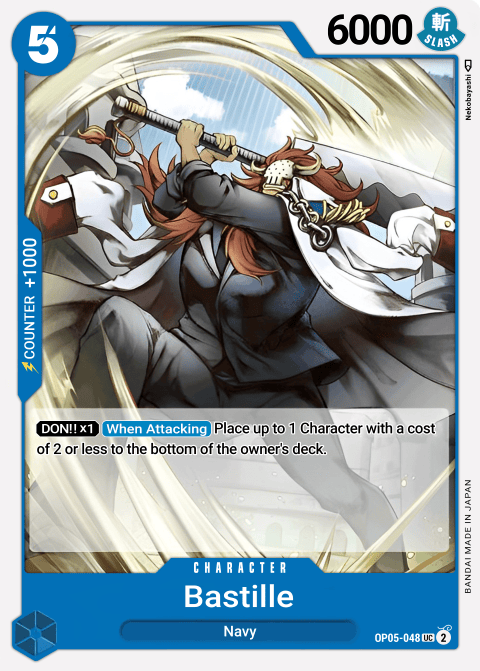 5
6000
斬
SLASH
Nekobayashi
COUNTER +1000
DON!!×1 When Attacking Place up to 1 Character with a cost
of 2 or less to the bottom of the owner's deck.
BANDAI MADE IN JAPAN
CHARACTER
Bastille
Navy
OP05-048 UC 2